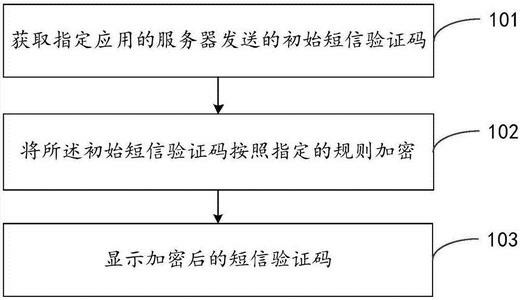 获取指定应用的服务器发送的初始短信验证码
101
将所述初始短信验证码按照指定的规则加密
102
显示加密后的短信验证码
103